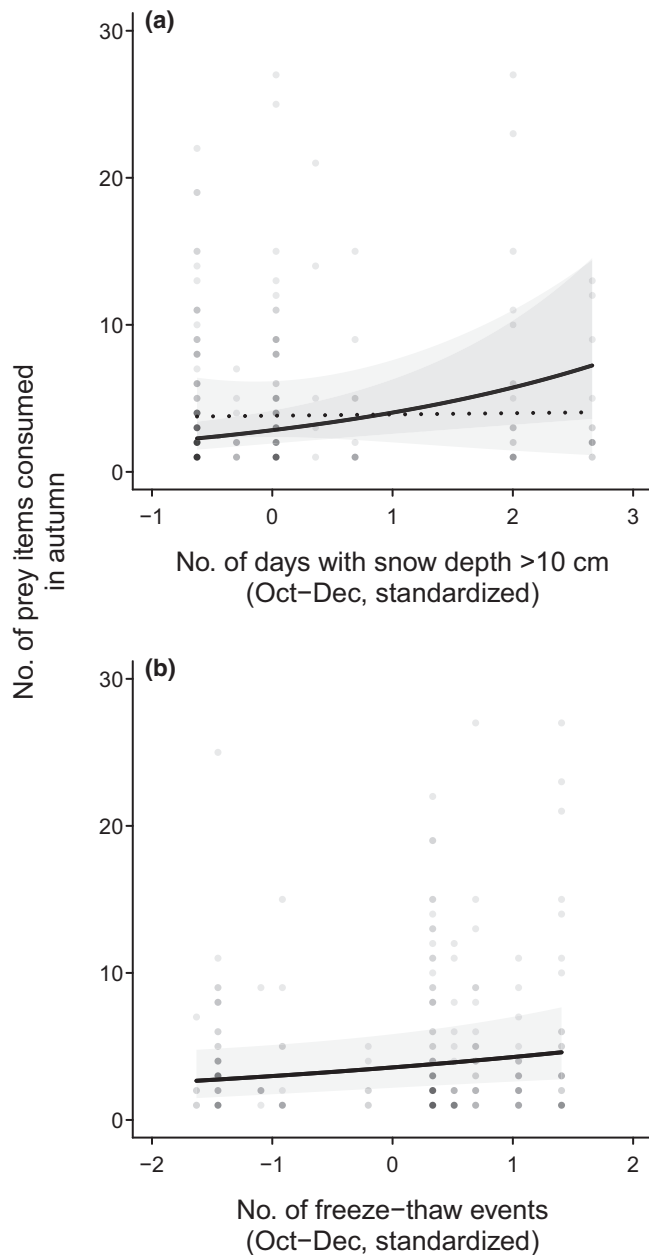 (a)
30
20
10
0
−1 0 1 2 3
No. of days with snow depth >10 cm
(Oct−Dec, standardized)
No. of prey items consumed
in autumn
(b)
30
20
10
0
−2 −1 0 1 2
No. of freeze−thaw events
(Oct−Dec, standardized)